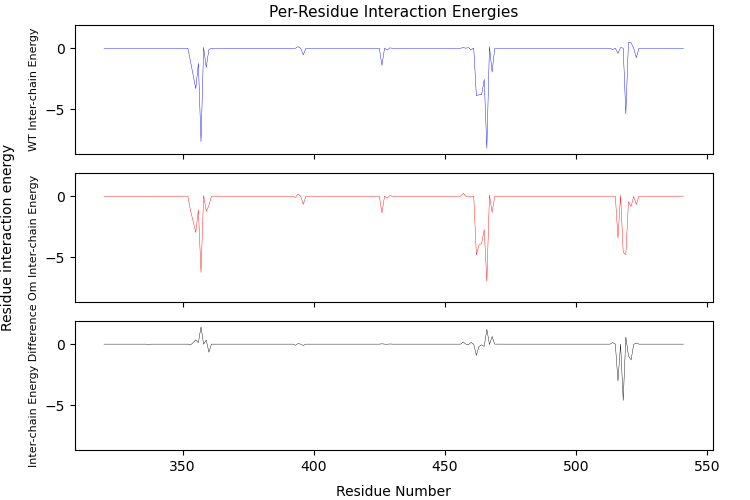 Per-Residue Interaction Energies
Residue interaction energy
WT Inter-chain Energy
0
−5
Om Inter-chain Energy
0
−5
Inter-chain Energy Difference
0
−5
350
400
450
500
550
Residue Number